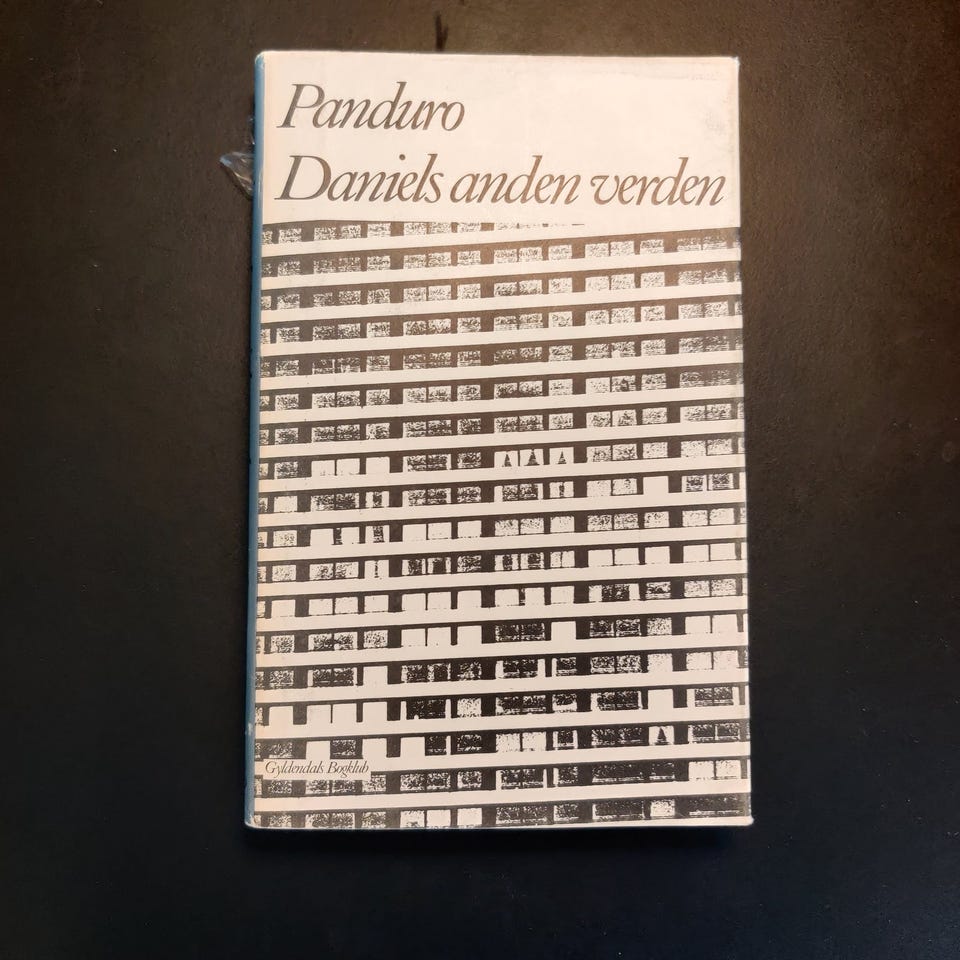 Panduro
Daniels anden verden
Gyldendals Bogklub